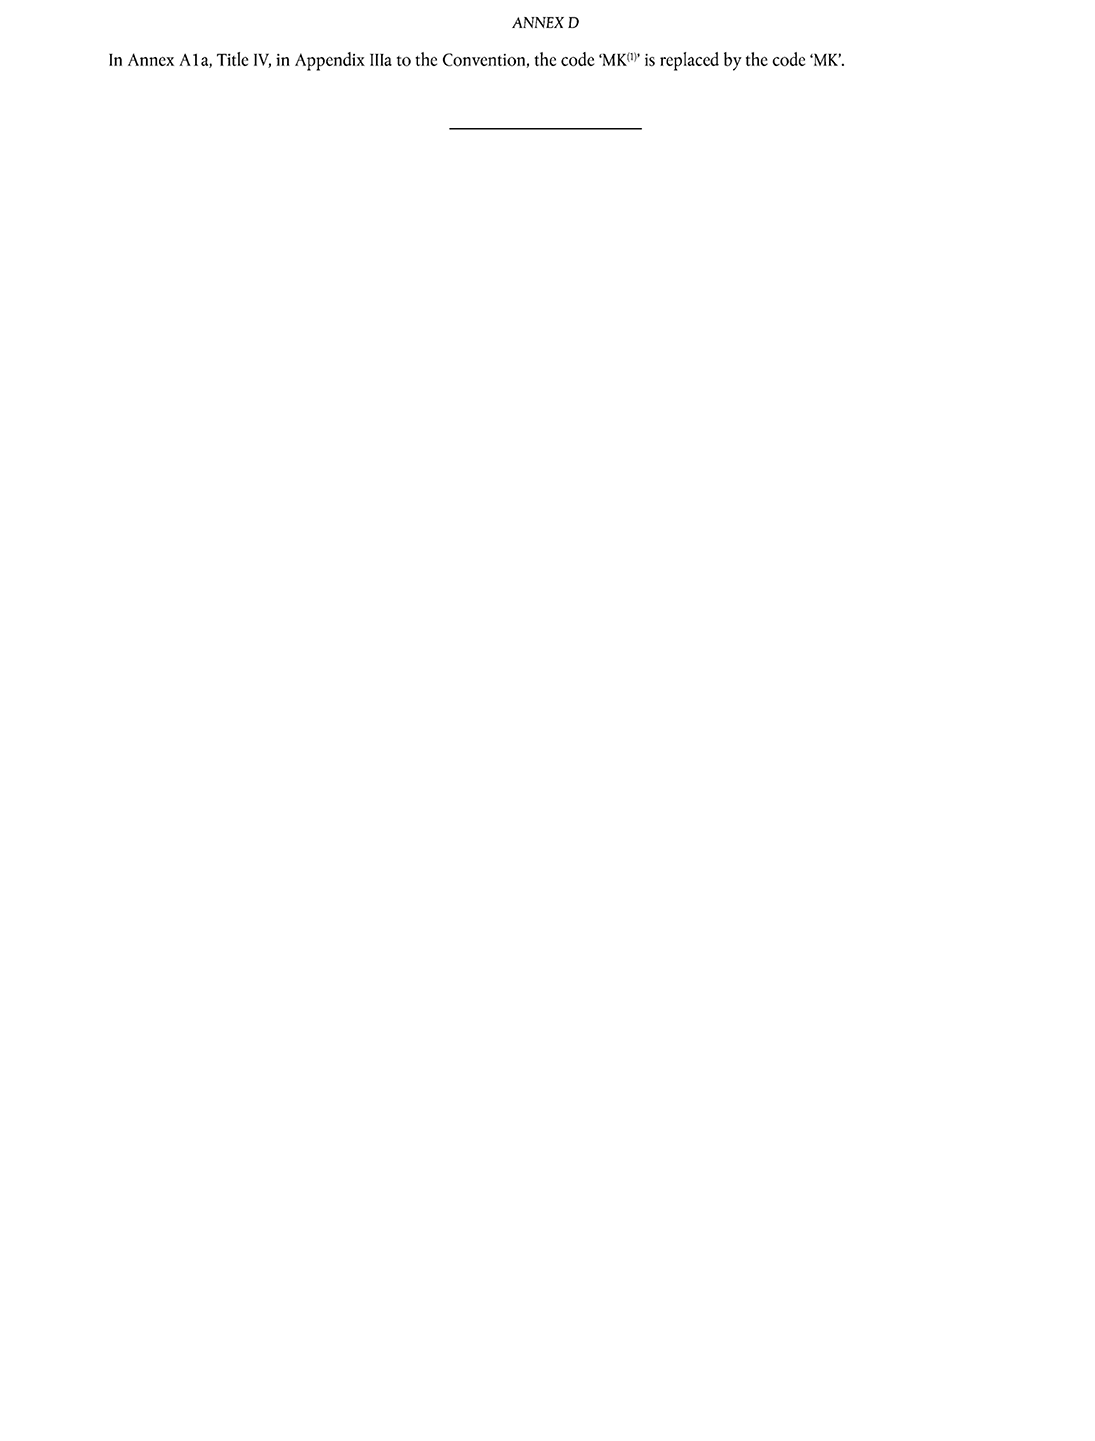 ANNEX D
In Annex A1a, Title IV, in Appendix IIIa to the Convention, the code ‘MK⁽¹⁾’ is replaced by the code ‘MK’.